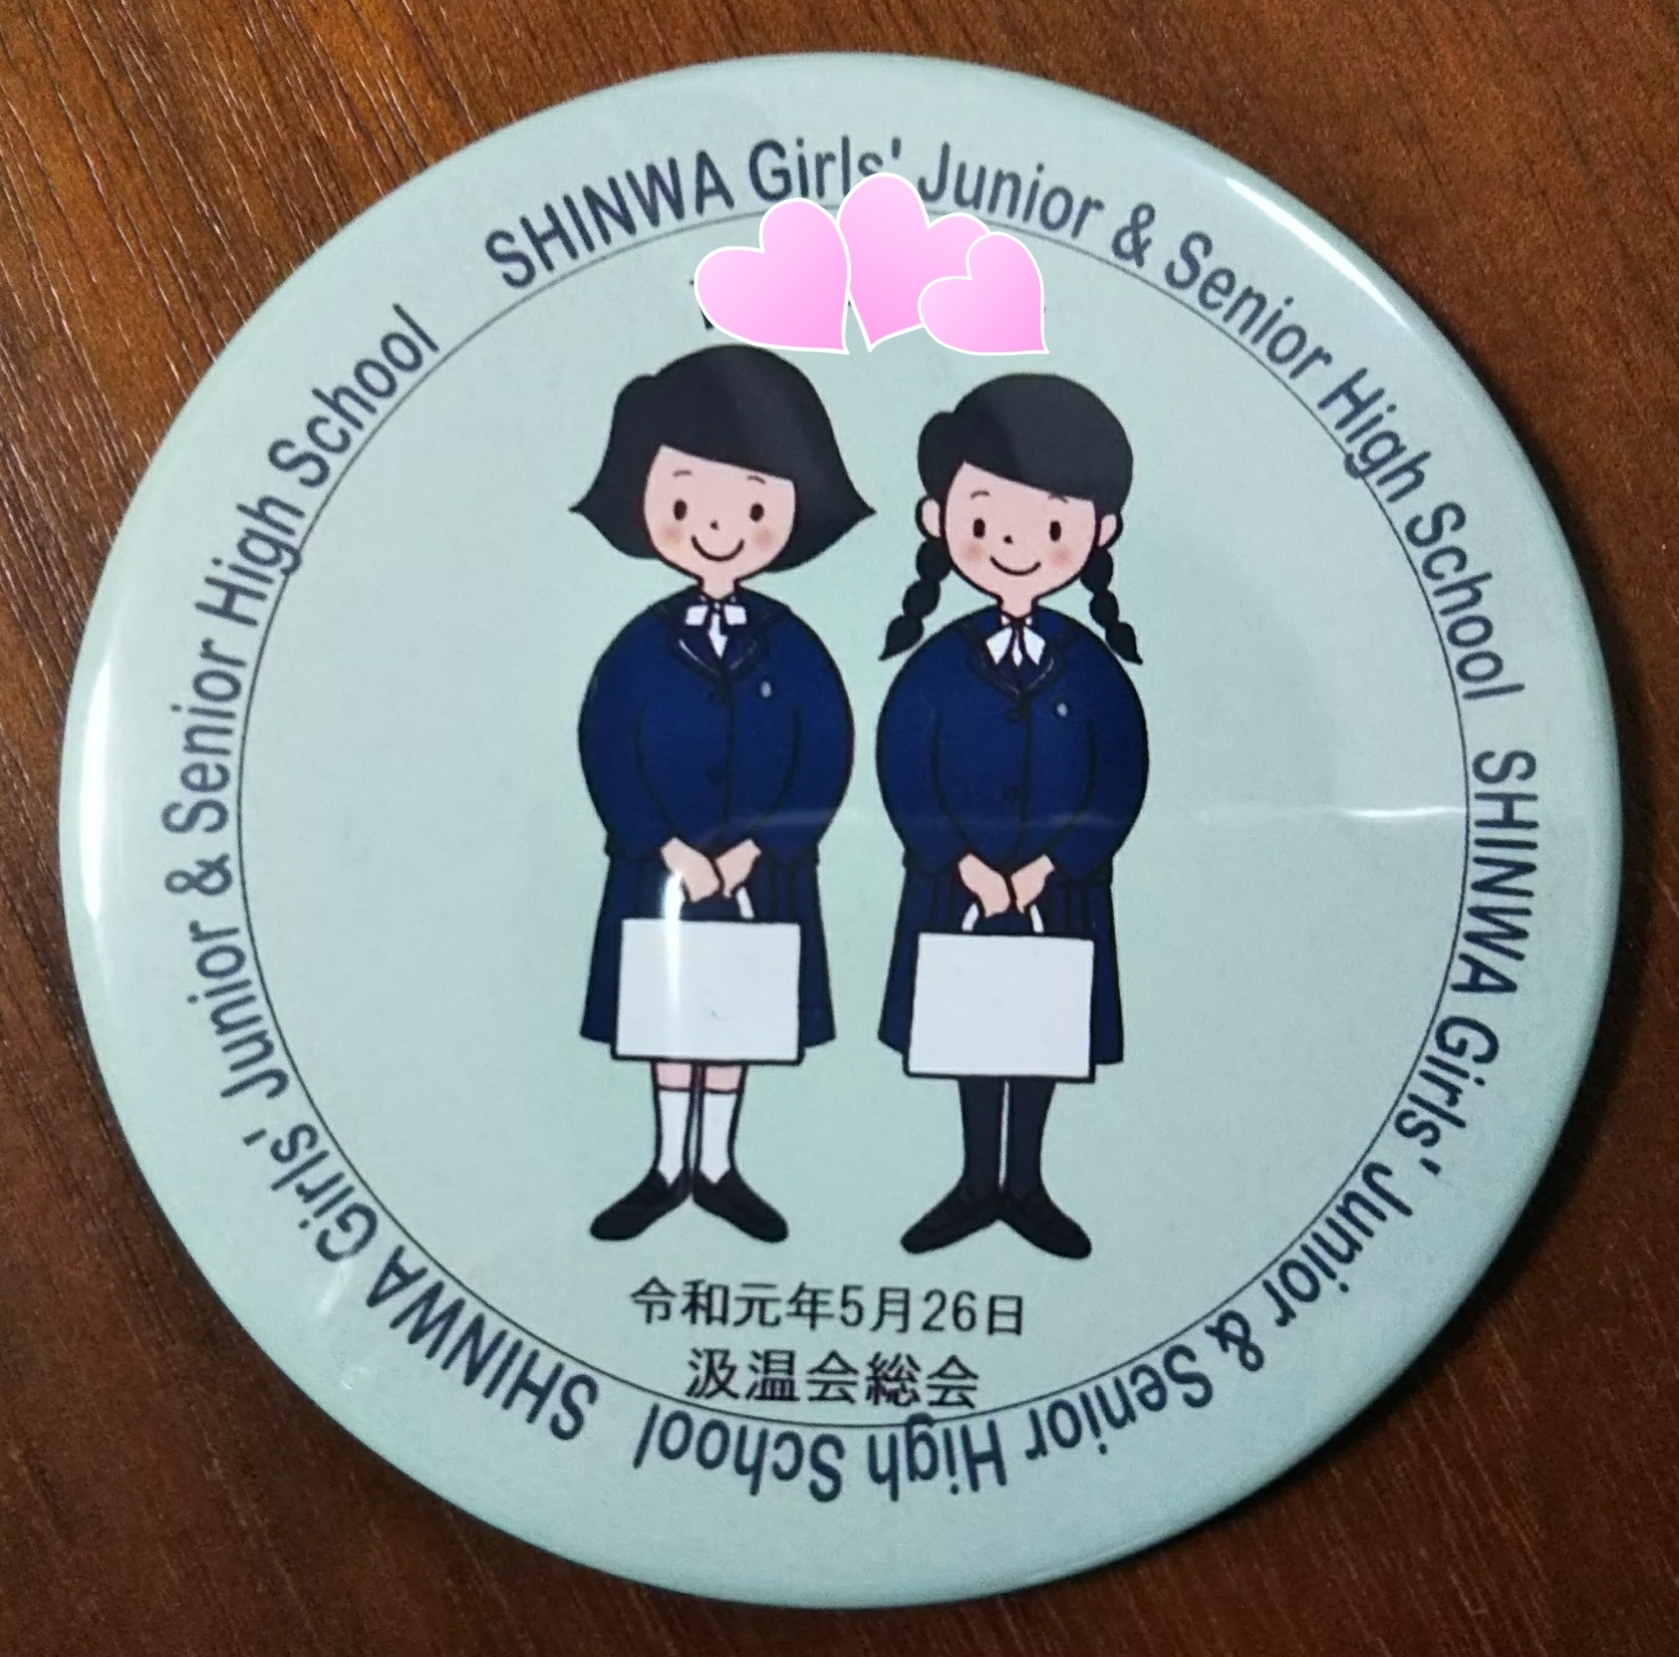 SHINWA Girls' Junior & Senior High School
SHINWA Girls' Junior & Senior High School
SHINWA Girls' Junior & Senior High School
令和元年5月26日
汲温会総会